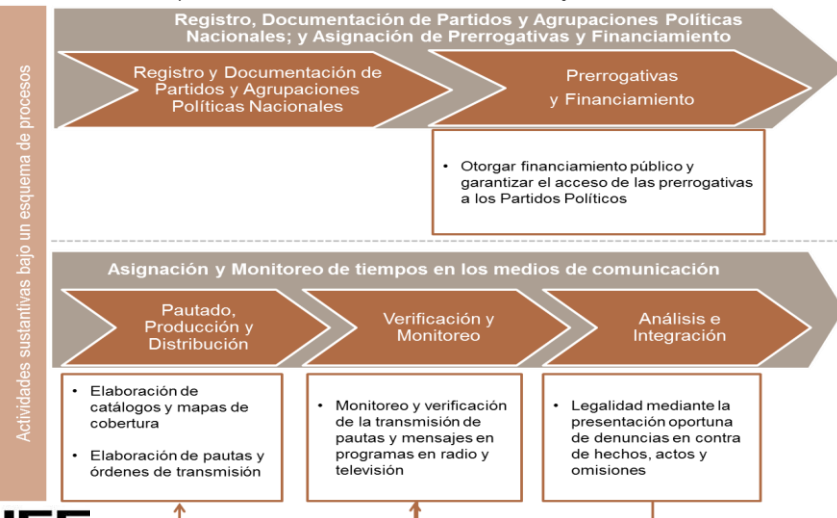 Registro, Documentación de Partidos y Agrupaciones Políticas
Nacionales; y Asignación de Prerrogativas y Financiamiento
Registro y Documentación de
Partidos y Agrupaciones
Políticas Nacionales
Prerrogativas
y Financiamiento
• Otorgar financiamiento público y
garantizar el acceso de las prerrogativas
a los Partidos Políticos
Actividades sustantivas bajo un esquema de procesos
Asignación y Monitoreo de tiempos en los medios de comunicación
Pautado,
Producción y
Distribución
Verificación y
Monitoreo
Análisis e
Integración
• Elaboración de
catálogos y mapas de
cobertura
• Elaboración de pautas y
órdenes de transmisión
• Monitoreo y verificación
de la transmisión de
pautas y mensajes en
programas en radio y
televisión
• Legalidad mediante la
presentación oportuna
de denuncias en contra
de hechos, actos y
omisiones